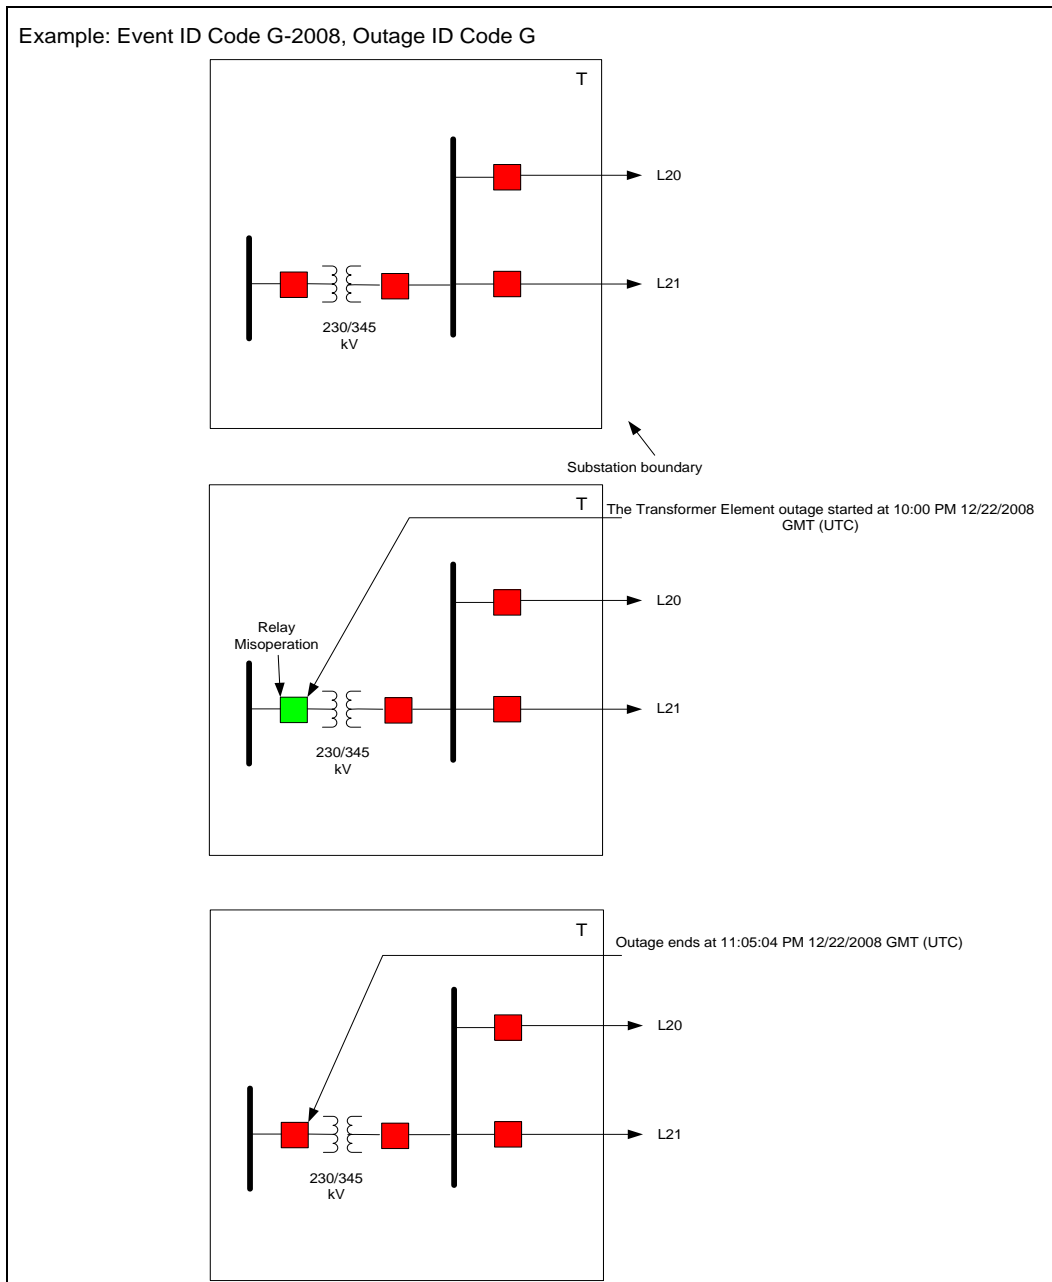 Example: Event ID Code G-2008, Outage ID Code G
T
L20
L21
230/345
kV
Substation boundary
T
The Transformer Element outage started at 10:00 PM 12/22/2008
GMT (UTC)
L20
Relay
Misoperation
L21
230/345
kV
T
Outage ends at 11:05:04 PM 12/22/2008 GMT (UTC)
L20
L21
230/345
kV